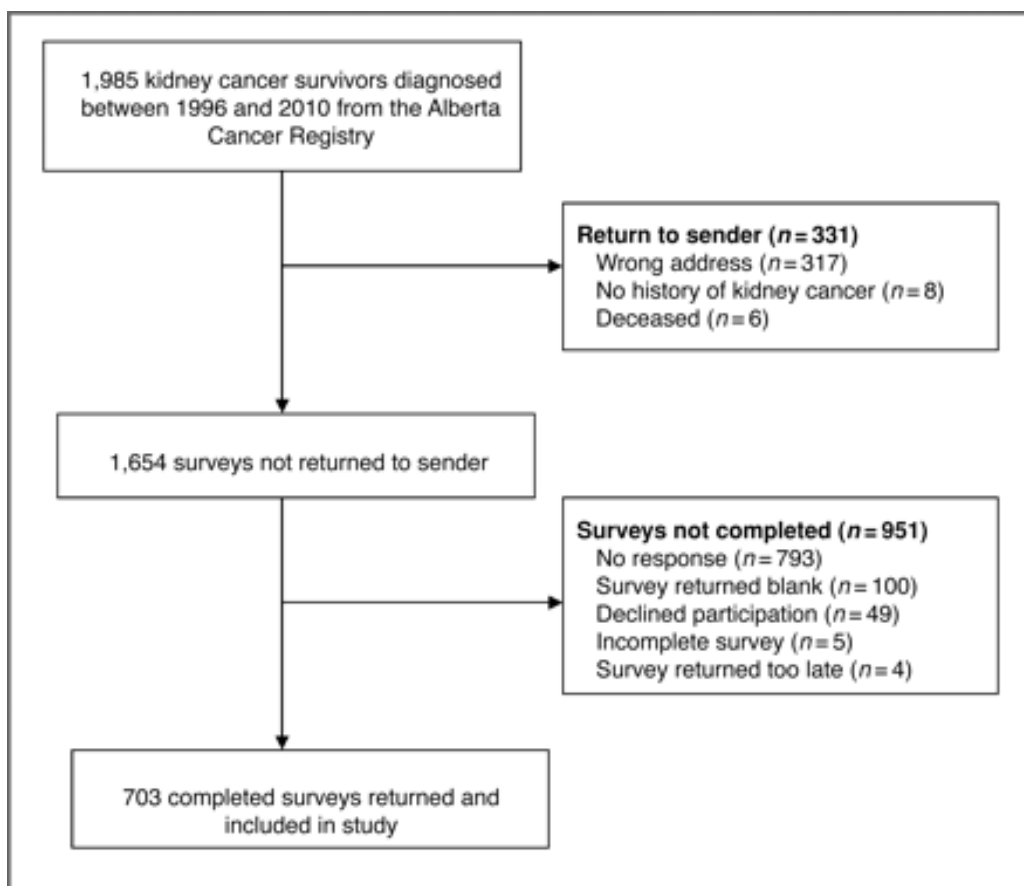 1,985 kidney cancer survivors diagnosed
between 1996 and 2010 from the Alberta
Cancer Registry
Return to sender (n=331)
Wrong address (n=317)
No history of kidney cancer (n=8)
Deceased (n=6)
1,654 surveys not returned to sender
Surveys not completed (n=951)
No response (n=793)
Survey returned blank (n=100)
Declined participation (n=49)
Incomplete survey (n=5)
Survey returned too late (n=4)
703 completed surveys returned and
included in study